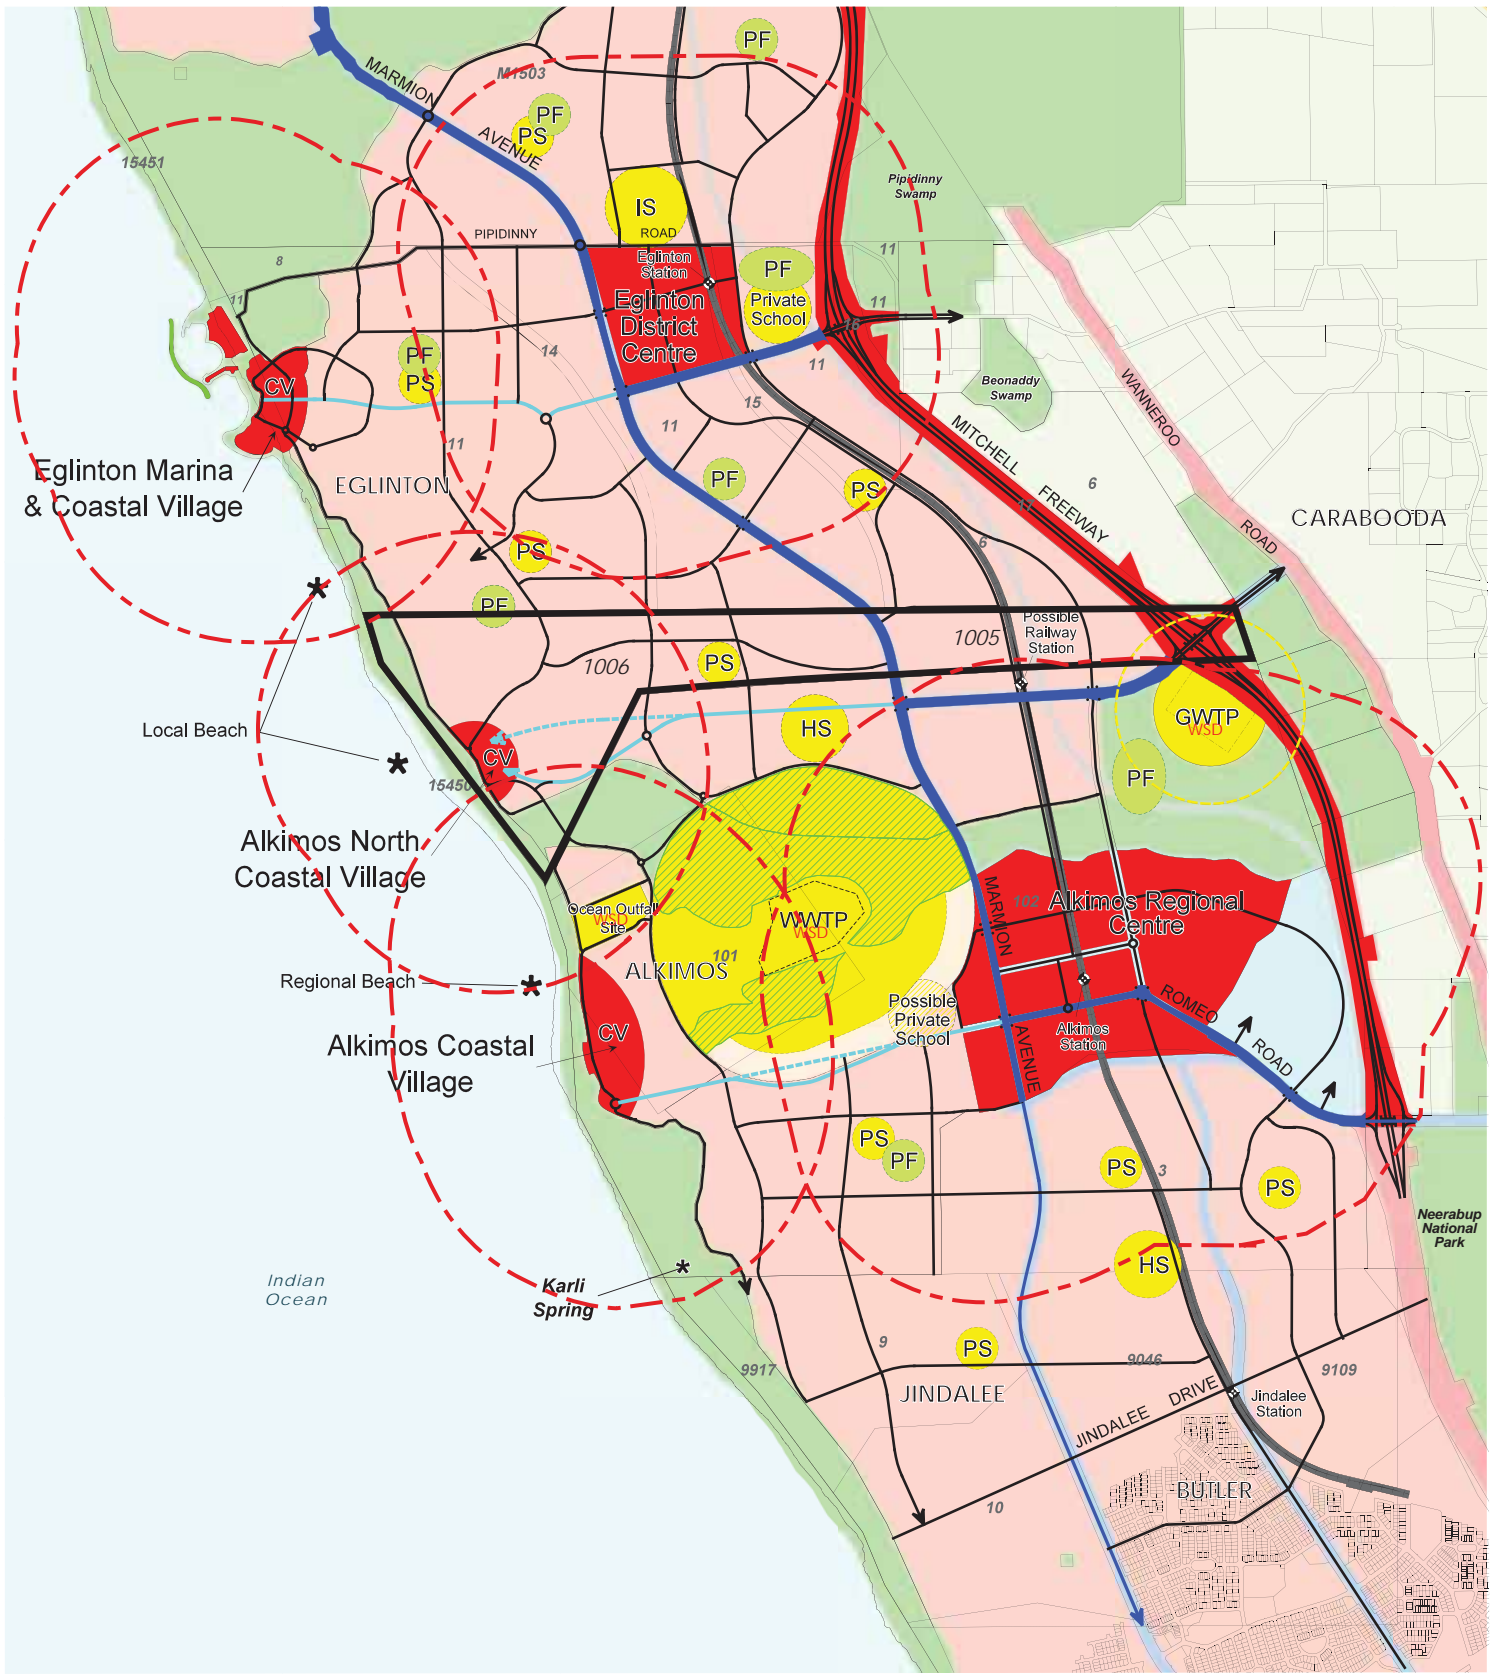 PF
MARMION
M1503
PF
PS
AVENUE
15451
Pipidinny
Swamp
IS
PIPIDINNY
ROAD
11
8
Eglinton
Station
PF
11
11
Eglinton
District
Centre
Private
School
16
14
PF
11
CV
PS
Beonaddy
Swamp
WANNEROO
15
11
11
MITCHELL
Eglinton Marina
& Coastal Village
EGLINTON
PF
PS
6
FREEWAY
17
CARABOODA
ROAD
PS
6
PF
1005
Possible
Railway
Station
1006
PS
Local Beach
HS
GWTP
WSD
CV
15450
PF
Alkimos North
Coastal Village
MARMION
102
Alkimos Regional
Centre
Ocean Outfall
Site
WSD
WWTP
WSD
101
ALKIMOS
Regional Beach
Possible
Private
School
ROMEO
CV
Alkimos Coastal
Village
AVENUE
Alkimos
Station
ROAD
PS
PF
PS
3
PS
Neerabup
National
Park
HS
Indian
Ocean
Karli
Spring
9
PS
9917
9046
9109
JINDALEE
JINDALEE DRIVE
Jindalee
Station
BUTLER
10